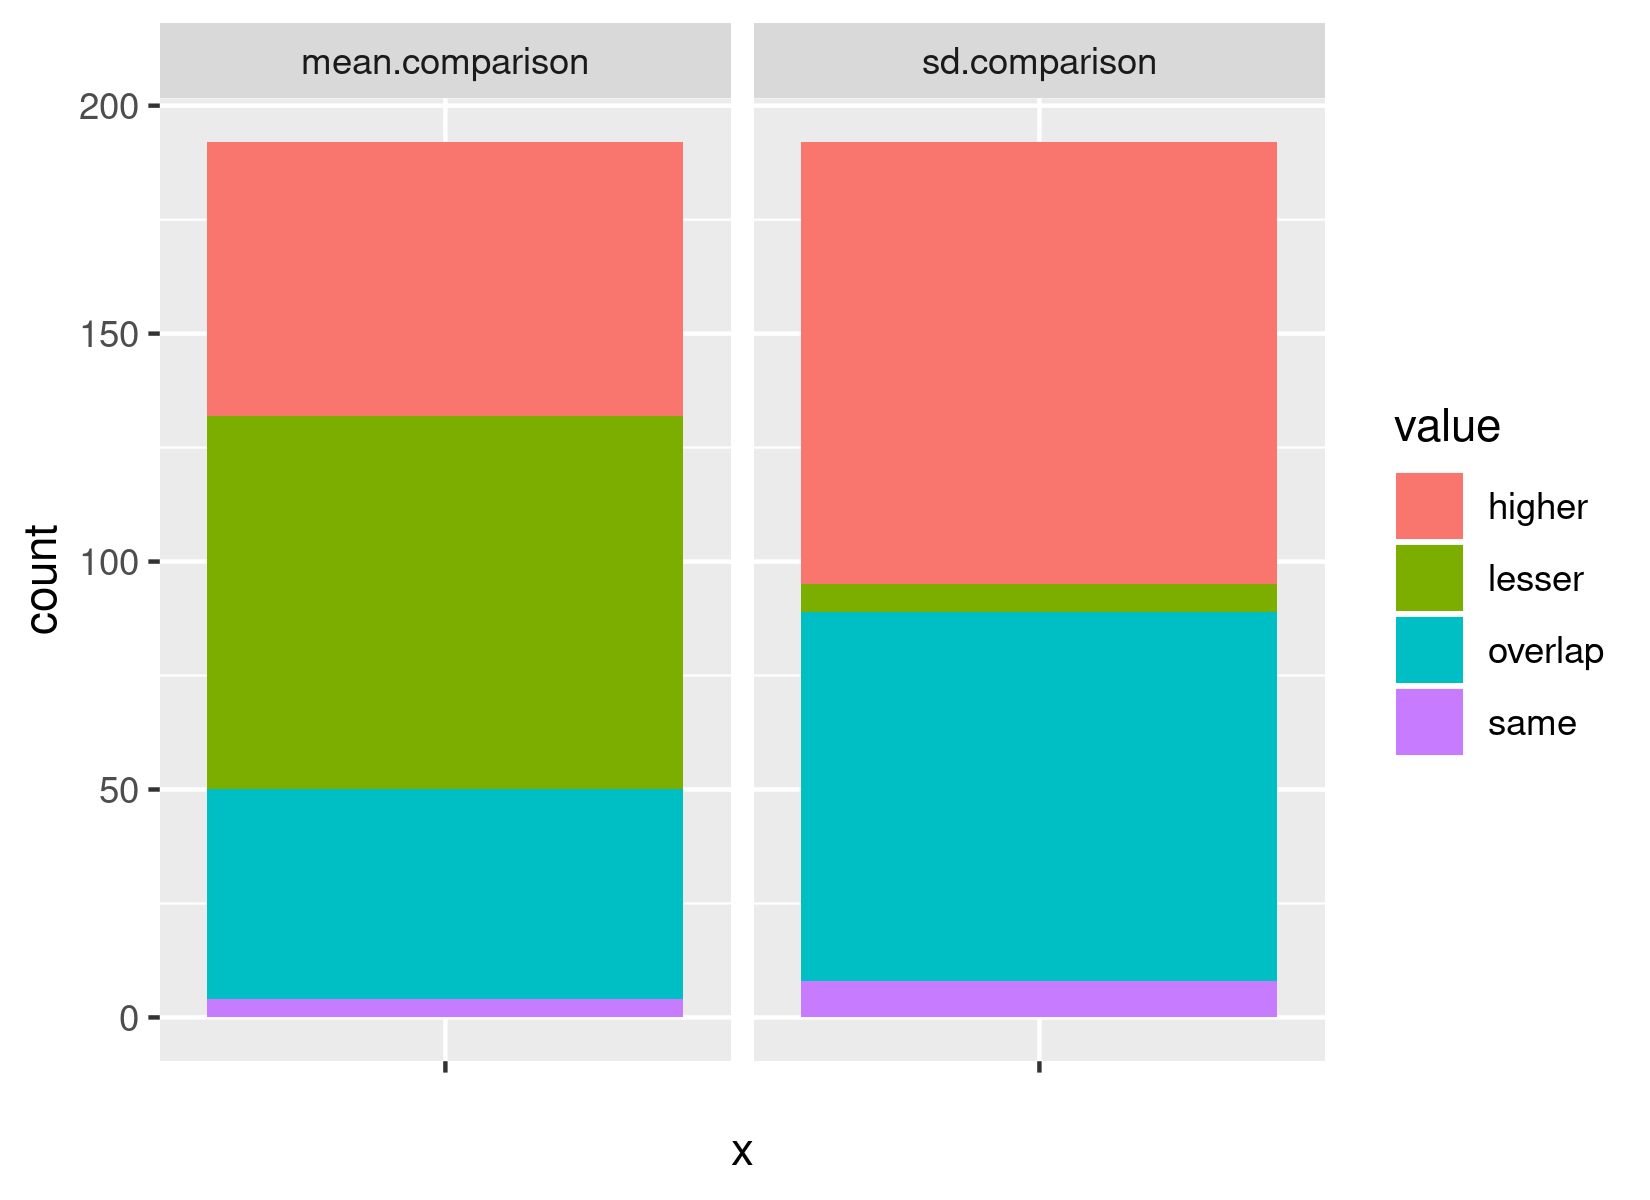 mean.comparison
sd.comparison
200
150
100
50
0
count
x
value
higher
lesser
overlap
same